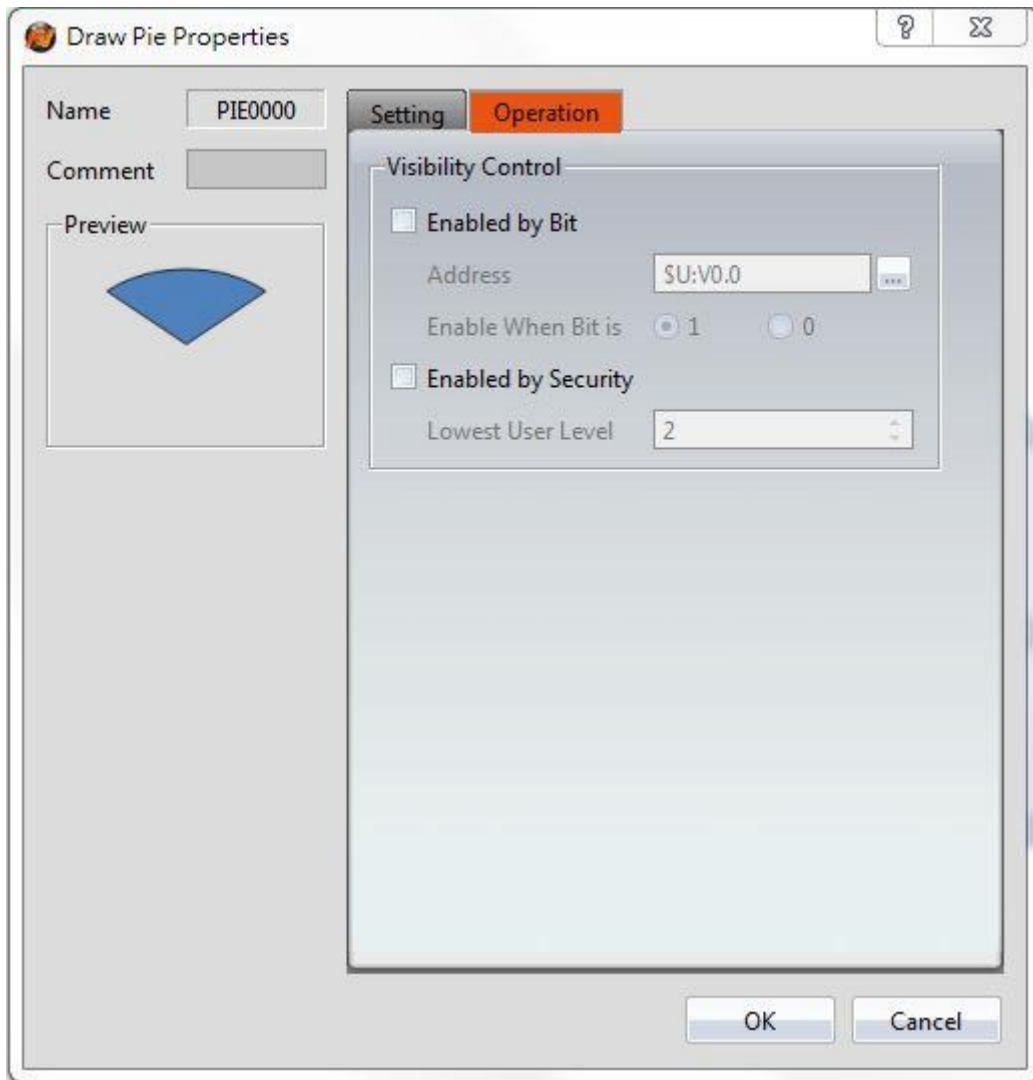 Draw Pie Properties
Name PIE0000
Comment
Preview
Setting Operation
Visibility Control
Enabled by Bit
Address $U:V0.0 ...
Enable When Bit is 1 0
Enabled by Security
Lowest User Level 2
OK Cancel